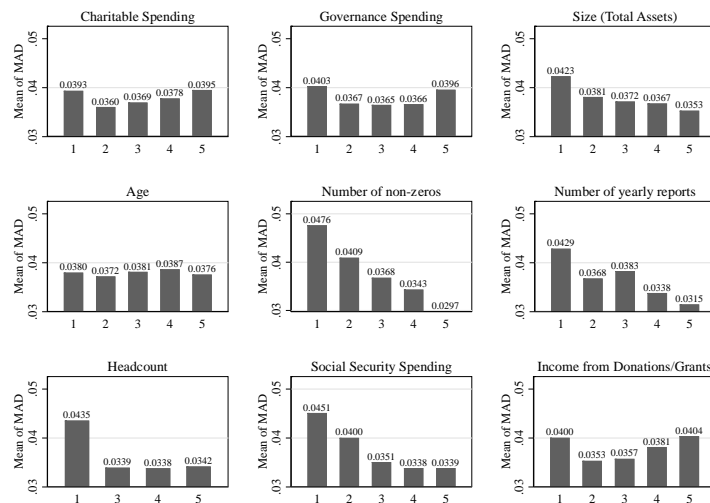 Charitable Spending
Mean of MAD
.03 .04 .05
0.0393 0.0360 0.0369 0.0378 0.0395
1 2 3 4 5
Governance Spending
Mean of MAD
.03 .04 .05
0.0403 0.0367 0.0365 0.0366 0.0396
1 2 3 4 5
Size (Total Assets)
Mean of MAD
.03 .04 .05
0.0423 0.0381 0.0372 0.0367 0.0353
1 2 3 4 5
Age
Mean of MAD
.03 .04 .05
0.0380 0.0372 0.0381 0.0387 0.0376
1 2 3 4 5
Number of non-zeros
Mean of MAD
.03 .04 .05
0.0476 0.0409 0.0368 0.0343 0.0297
1 2 3 4 5
Number of yearly reports
Mean of MAD
.03 .04 .05
0.0429 0.0368 0.0383 0.0338 0.0315
1 2 3 4 5
Headcount
Mean of MAD
.03 .04 .05
0.0435 0.0339 0.0338 0.0342
1 3 4 5
Social Security Spending
Mean of MAD
.03 .04 .05
0.0451 0.0400 0.0351 0.0338 0.0339
1 2 3 4 5
Income from Donations/Grants
Mean of MAD
.03 .04 .05
0.0400 0.0353 0.0357 0.0381 0.0404
1 2 3 4 5